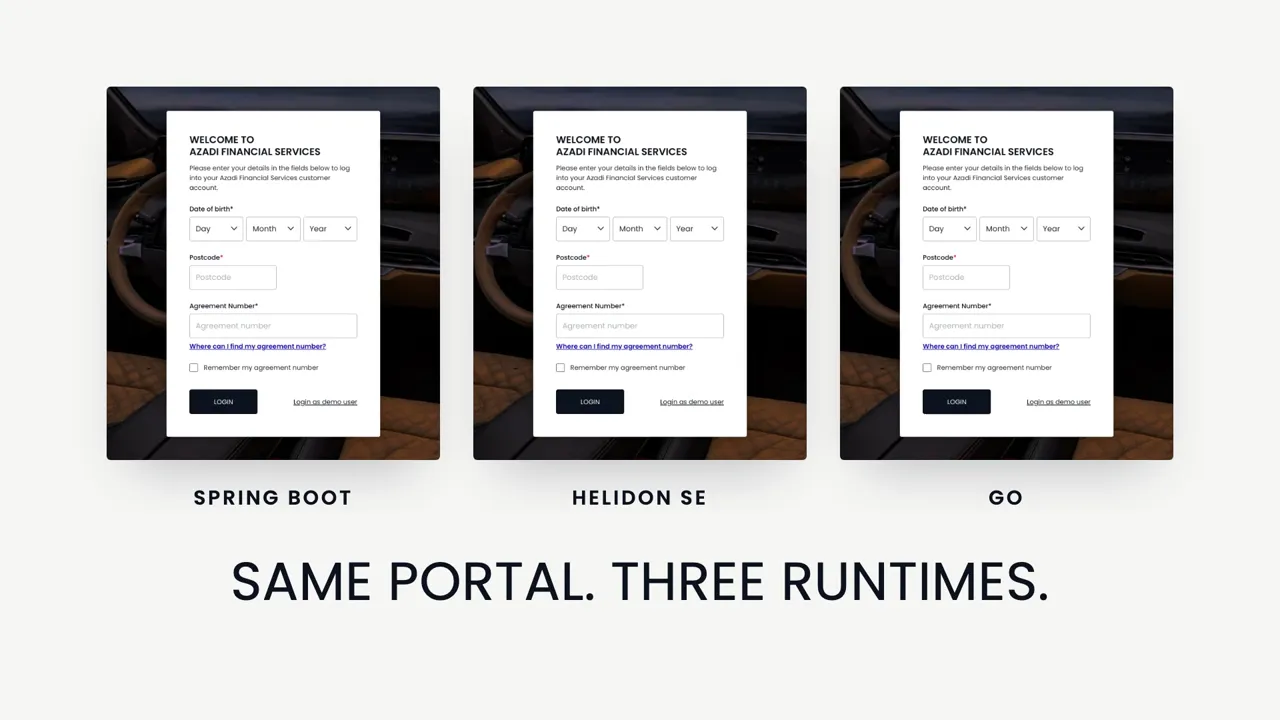 WELCOME TO
AZADI FINANCIAL SERVICES
Please enter your details in the fields below to log
into your Azadi Financial Services customer
account.
Date of birth*
Day Month Year
Postcode*
Postcode
Agreement Number*
Agreement number
Where can I find my agreement number?
Remember my agreement number
LOGIN Login as demo user
SPRING BOOT
WELCOME TO
AZADI FINANCIAL SERVICES
Please enter your details in the fields below to log
into your Azadi Financial Services customer
account.
Date of birth*
Day Month Year
Postcode*
Postcode
Agreement Number*
Agreement number
Where can I find my agreement number?
Remember my agreement number
LOGIN Login as demo user
HELIDON SE
WELCOME TO
AZADI FINANCIAL SERVICES
Please enter your details in the fields below to log
into your Azadi Financial Services customer
account.
Date of birth*
Day Month Year
Postcode*
Postcode
Agreement Number*
Agreement number
Where can I find my agreement number?
Remember my agreement number
LOGIN Login as demo user
GO
SAME PORTAL. THREE RUNTIMES.